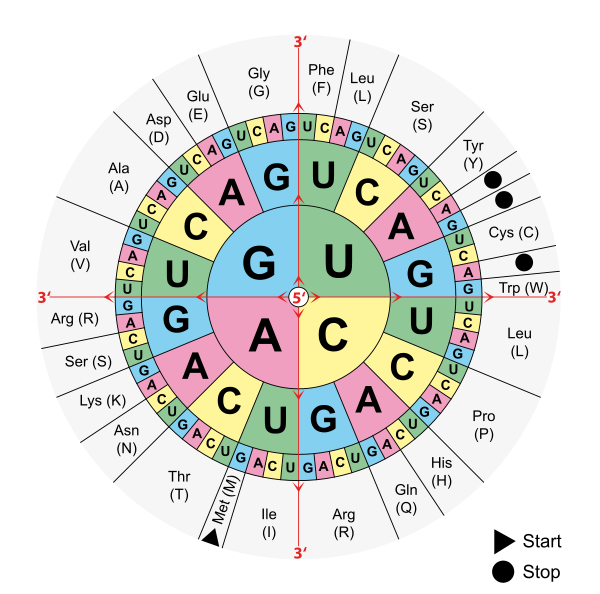 3‘
Phe
(F)
Leu
(L)
Ser
(S)
Tyr
(Y)
Cys (C)
Trp (W)
3‘
Leu
(L)
Pro
(P)
His
(H)
Gln
(Q)
Arg
(R)
3‘
Ile
(I)
Met (M)
Thr
(T)
Asn
(N)
Lys (K)
Ser (S)
Arg (R)
3‘
Val
(V)
Ala
(A)
Asp
(D)
Glu
(E)
Gly
(G)
U C A G U C A G U C A G U C A G
U C A G U C A G U C A G U C A G
U C A G U C A G U C A G U C A G
U C A G U C A G U C A G U C A G
U C A G
U C A G
U C A G
U C A G
U
C
A
G
5‘
Start
Stop